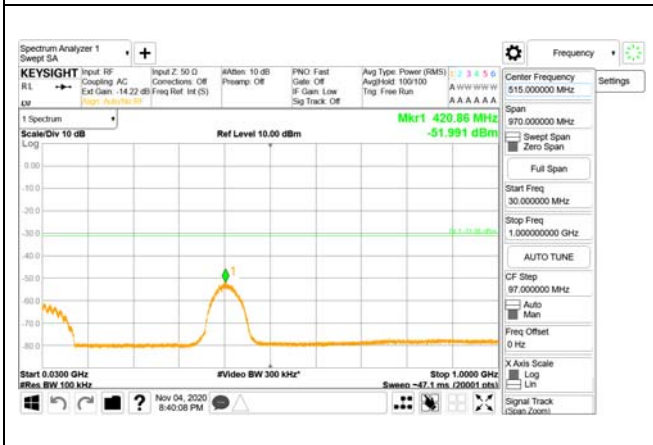 Spectrum Analyzer 1
Swept SA
+
Frequency
KEYSIGHT
RL
Input: RF
Coupling: AC
Ext Gain: -14.22 dB
Align: Auto/No RF
Input Z: 50 Ω
Corrections: Off
Freq Ref: Int (S)
#Atten: 10 dB
Preamp: Off
PNO: Fast
Gate: Off
IF Gain: Low
Sig Track: Off
Avg Type: Power (RMS)
Avg|Hold: 100/100
Trig: Free Run
1 2 3 4 5 6
A W W W W W
A A A A A A
Center Frequency
515.000000 MHz
Settings
Span
970.000000 MHz
Swept Span
Zero Span
Full Span
Start Freq
30.000000 MHz
Stop Freq
1.000000000 GHz
AUTO TUNE
CF Step
97.000000 MHz
Auto
Man
Freq Offset
0 Hz
X Axis Scale
Log
Lin
Signal Track
(Span Zoom)
1 Spectrum
Scale/Div 10 dB
Ref Level 10.00 dBm
Mkr1 420.86 MHz
-51.991 dBm
Log
0.00
-10.0
-20.0
-30.0
-40.0
-50.0
-60.0
-70.0
-80.0
1
Start 0.0300 GHz
#Video BW 300 kHz*
Stop 1.0000 GHz
#Res BW 100 kHz
Sweep ~47.1 ms (20001 pts)
?
Nov 04, 2020
8:40:08 PM